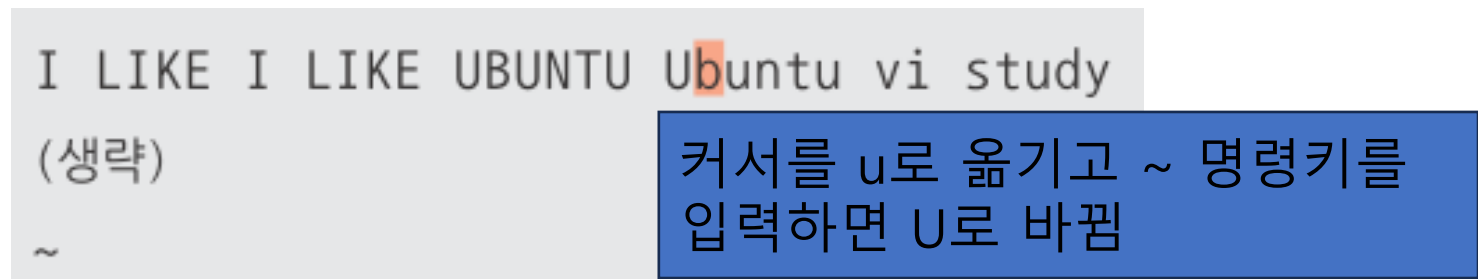 I LIKE I LIKE UBUNTU Ubuntu vi study
(생략)
커서를 u로 옮기고 ~ 명령키를
입력하면 U로 바뀜
~